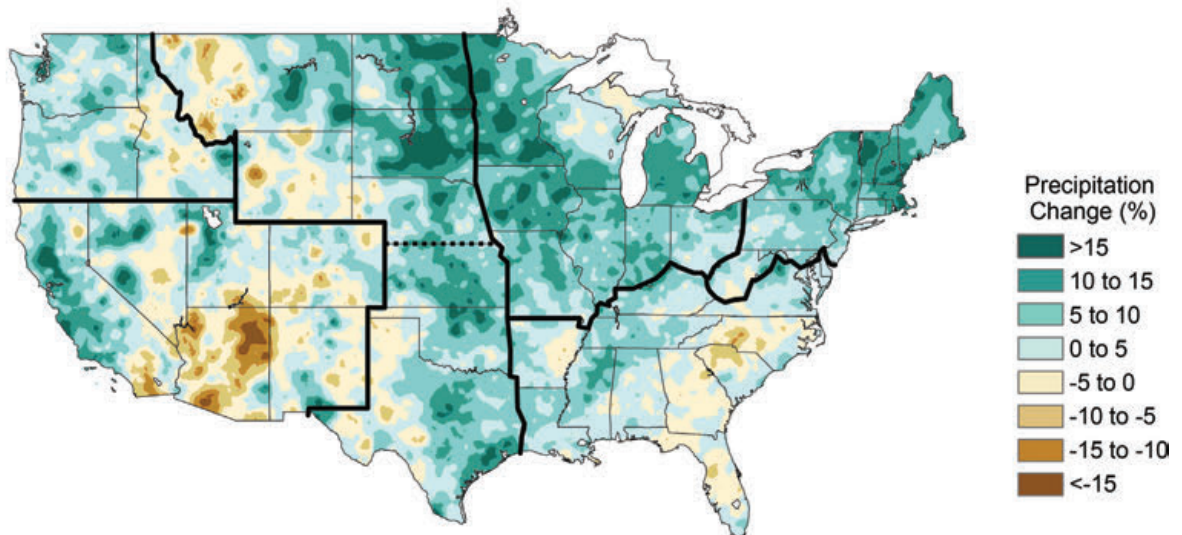 Precipitation
Change (%)
>15
10 to 15
5 to 10
0 to 5
-5 to 0
-10 to -5
-15 to -10
<-15